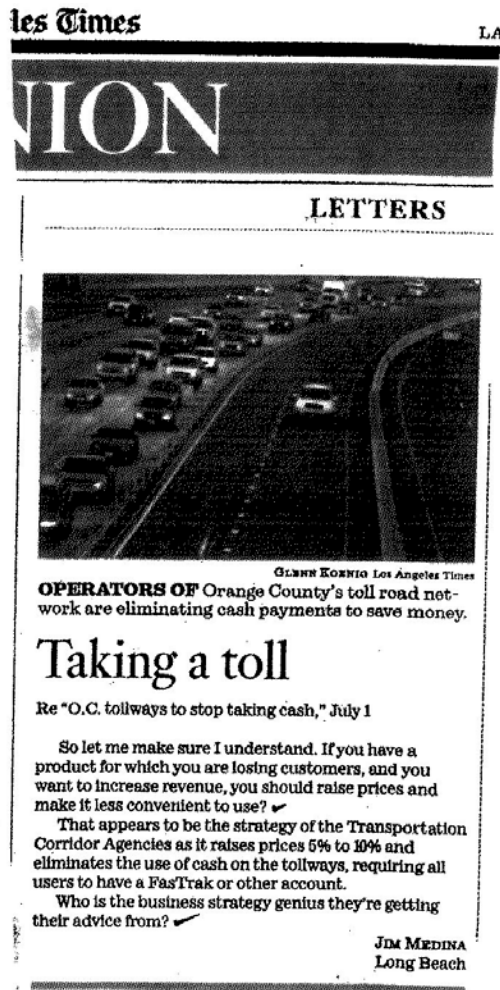 les Times
LA
NION
LETTERS
GLENN KOENIG Los Angeles Times
OPERATORS OF Orange County's toll road net-
work are eliminating cash payments to save money.
Taking a toll
Re "O.C. tollways to stop taking cash," July 1
So let me make sure I understand. If you have a
product for which you are losing customers, and you
want to increase revenue, you should raise prices and
make it less convenient to use?
That appears to be the strategy of the Transportation
Corridor Agencies as it raises prices 5% to 10% and
eliminates the use of cash on the tollways, requiring all
users to have a FasTrak or other account.
Who is the business strategy genius they're getting
their advice from?
JIM MEDINA
Long Beach